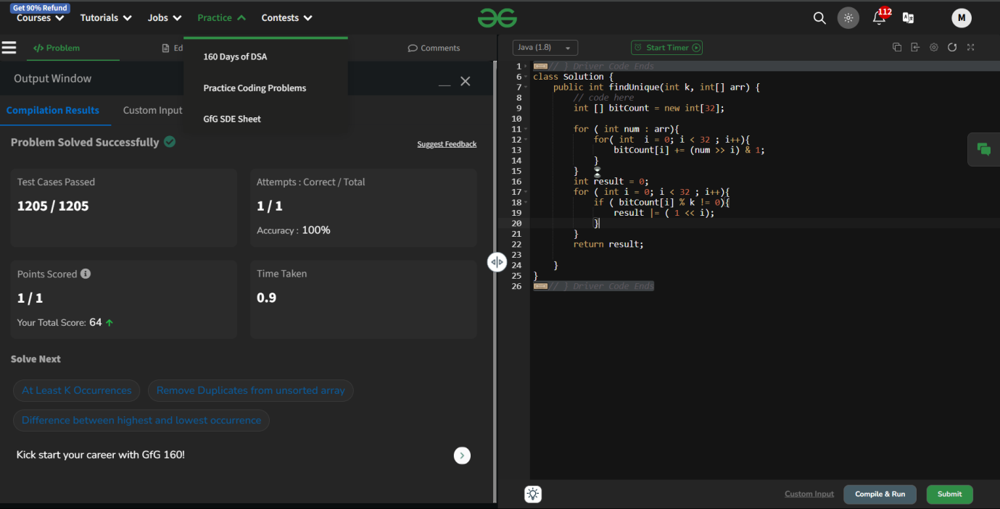 Get 90% Refund
Courses Tutorials Jobs Practice Contests
112
M
</> Problem Ed Comments
160 Days of DSA
Practice Coding Problems
GfG SDE Sheet
Output Window
Compilation Results Custom Input
Problem Solved Successfully
Suggest Feedback
Test Cases Passed
1205 / 1205
Attempts : Correct / Total
1 / 1
Accuracy : 100%
Points Scored
1 / 1
Your Total Score: 64
Time Taken
0.9
Solve Next
At Least K Occurrences Remove Duplicates from unsorted array
Difference between highest and lowest occurrence
Kick start your career with GfG 160!
Java (1.8) Start Timer
1 // } Driver Code Ends
6 class Solution {
7 public int findUnique(int k, int[] arr) {
8 // code here
9 int [] bitCount = new int[32];
10
11 for ( int num : arr){
12 for( int i = 0; i < 32 ; i++){
13 bitCount[i] += (num >> i) & 1;
14 }
15 }
16 int result = 0;
17 for ( int i = 0; i < 32 ; i++){
18 if ( bitCount[i] % k != 0){
19 result |= ( 1 << i);
20 }
21 }
22 return result;
23
24 }
25 }
26 // } Driver Code Ends
Custom Input Compile & Run Submit